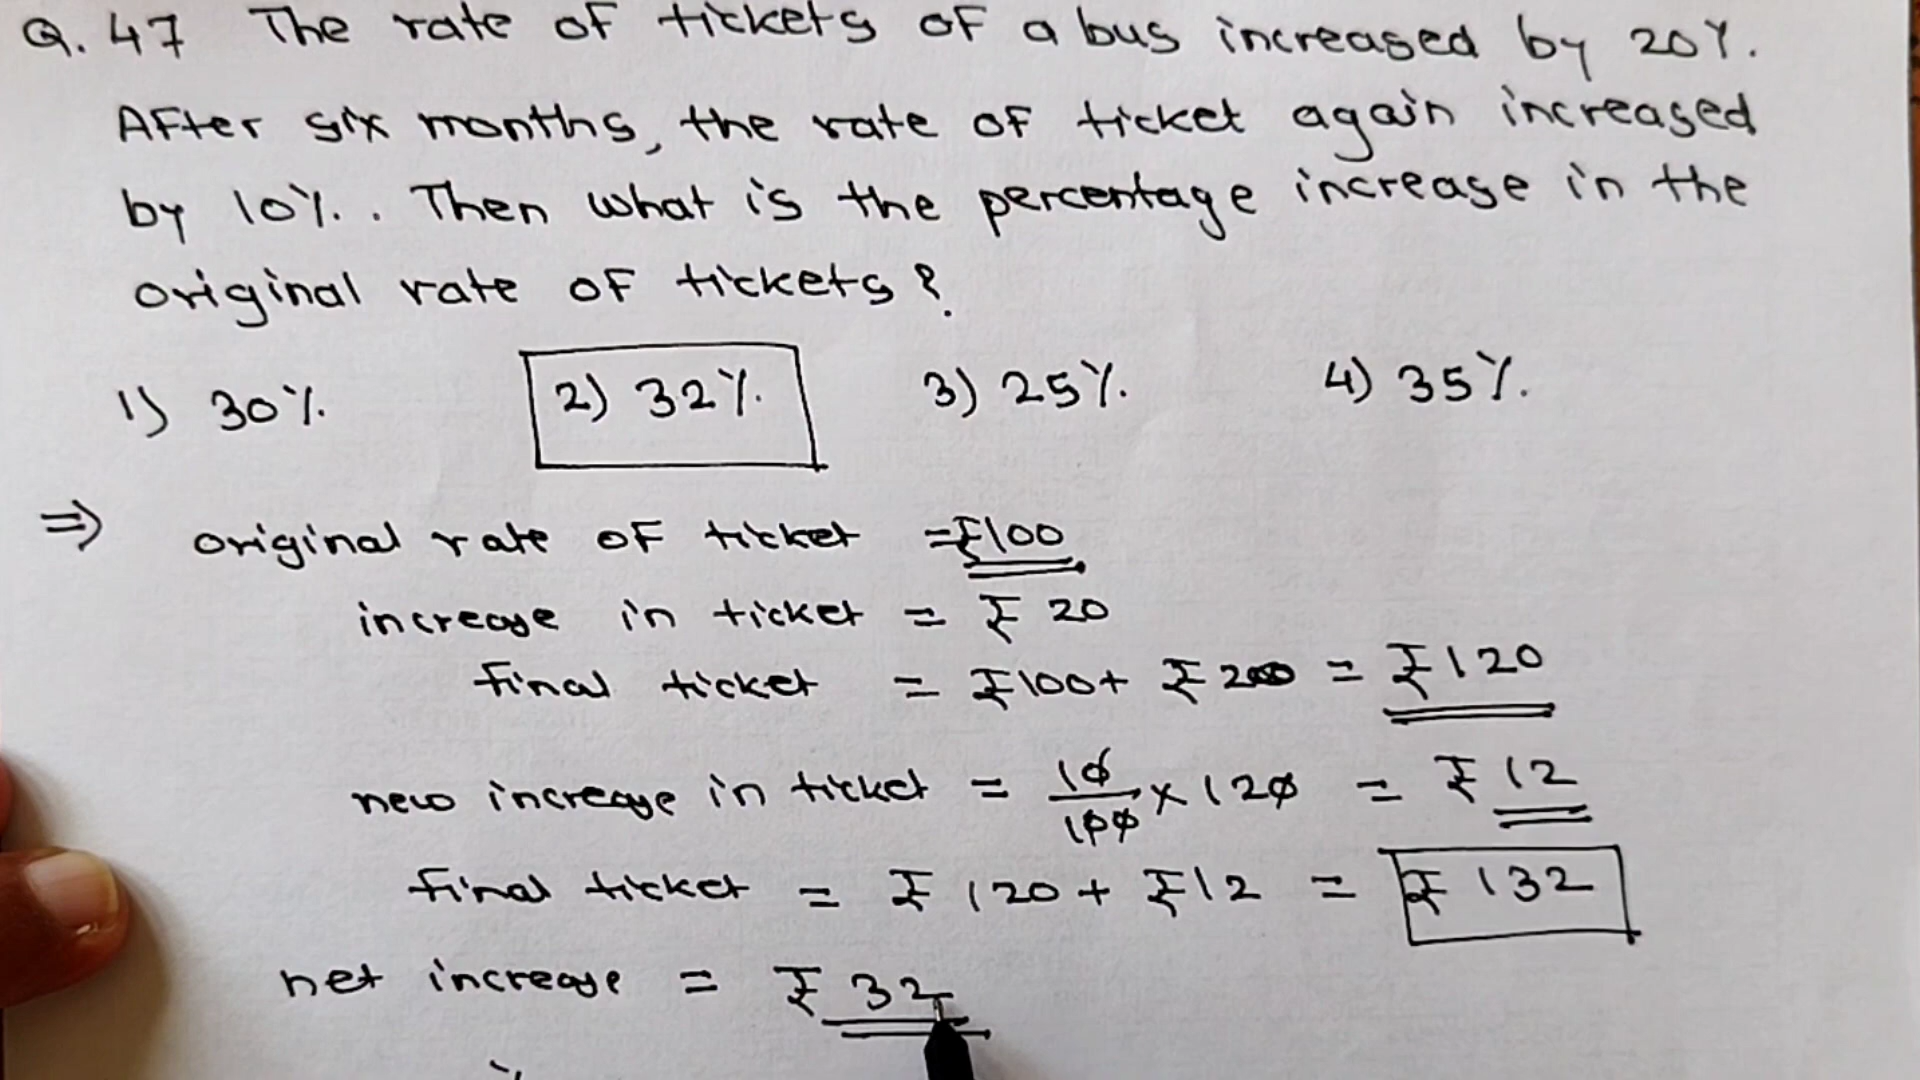 Q. 47 The rate of tickets of a bus increased by 20%.
After six months, the rate of ticket again increased
by 10%. . Then what is the percentage increase in the
original rate of tickets?
1) 30% 2) 32% 3) 25% 4) 35%
⇒ original rate of ticket = ₹100
increase in ticket = ₹ 20
final ticket = ₹100 + ₹20 = ₹120
new increase in ticket = 10/100 × 120 = ₹ 12
final ticket = ₹ 120 + ₹12 = ₹ 132
net increase = ₹ 32